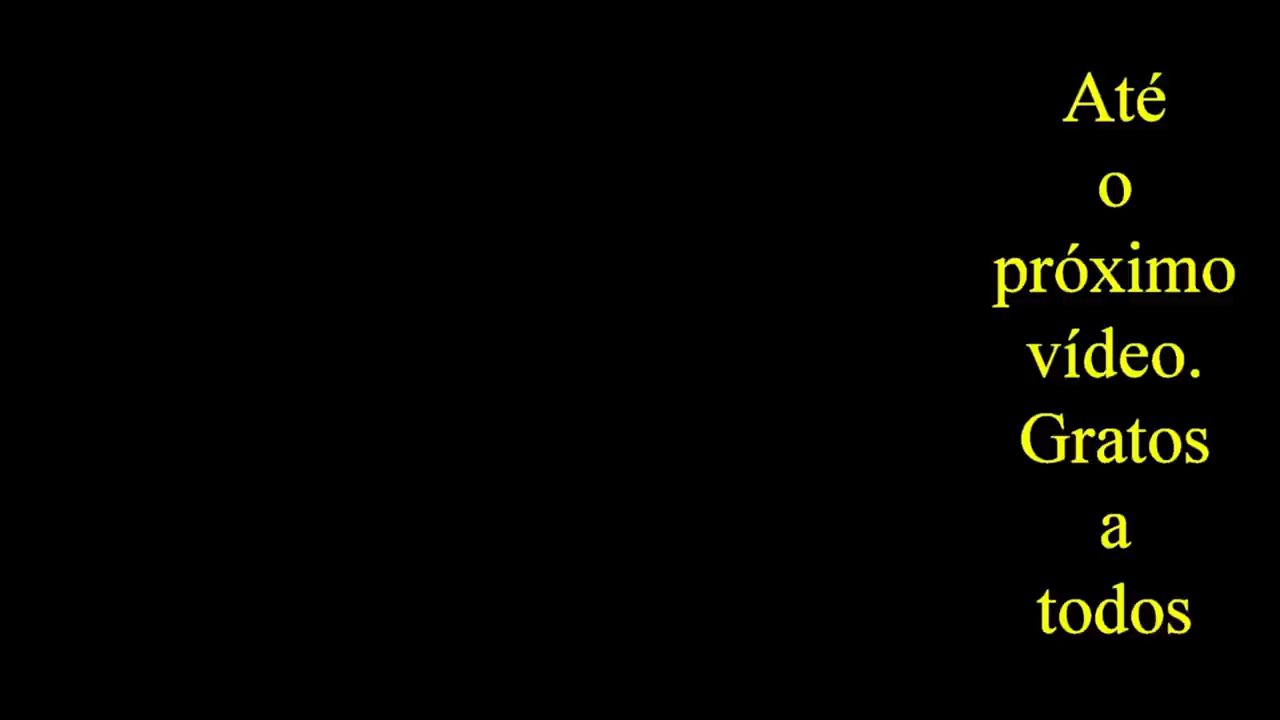 Até
o
próximo
vídeo.
Gratos
a
todos